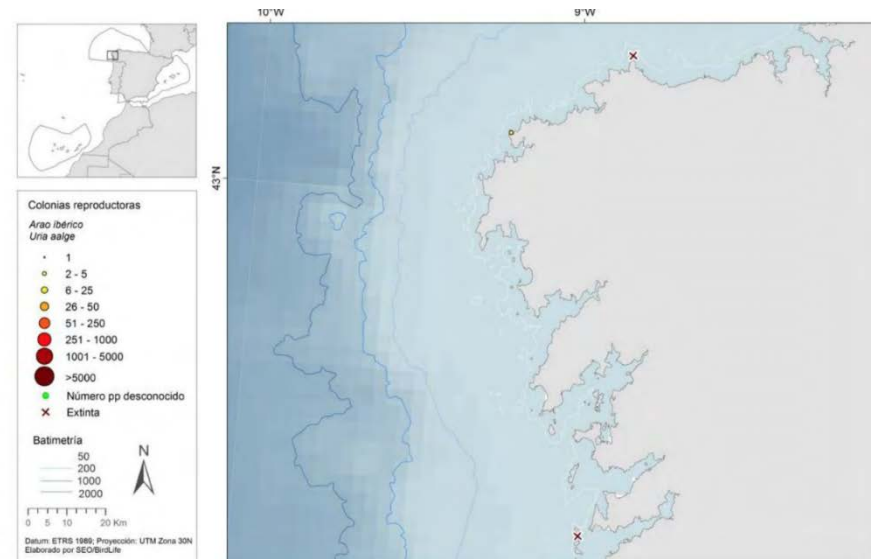 10°W
9°W
43°N
Colonias reproductoras
Arao ibérico
Uria aalge
1
2 - 5
6 - 25
26 - 50
51 - 250
251 - 1000
1001 - 5000
>5000
Número pp desconocido
Extinta
Batimetría
50
200
1000
2000
N
0 5 10 20 Km
Datum: ETRS 1989; Proyección: UTM Zona 30N
Elaborado por SEO/BirdLife